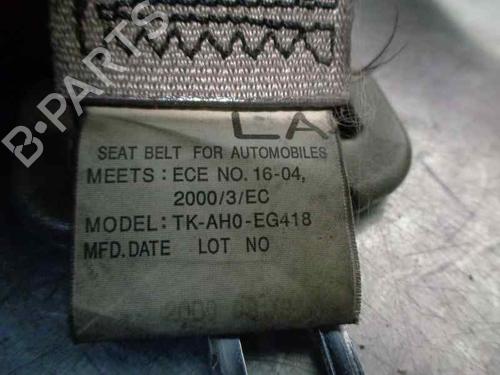 LA
SEAT BELT FOR AUTOMOBILES
MEETS : ECE NO. 16-04,
2000/3/EC
MODEL: TK-AH0-EG418
MFD.DATE LOT NO
B-PARTS